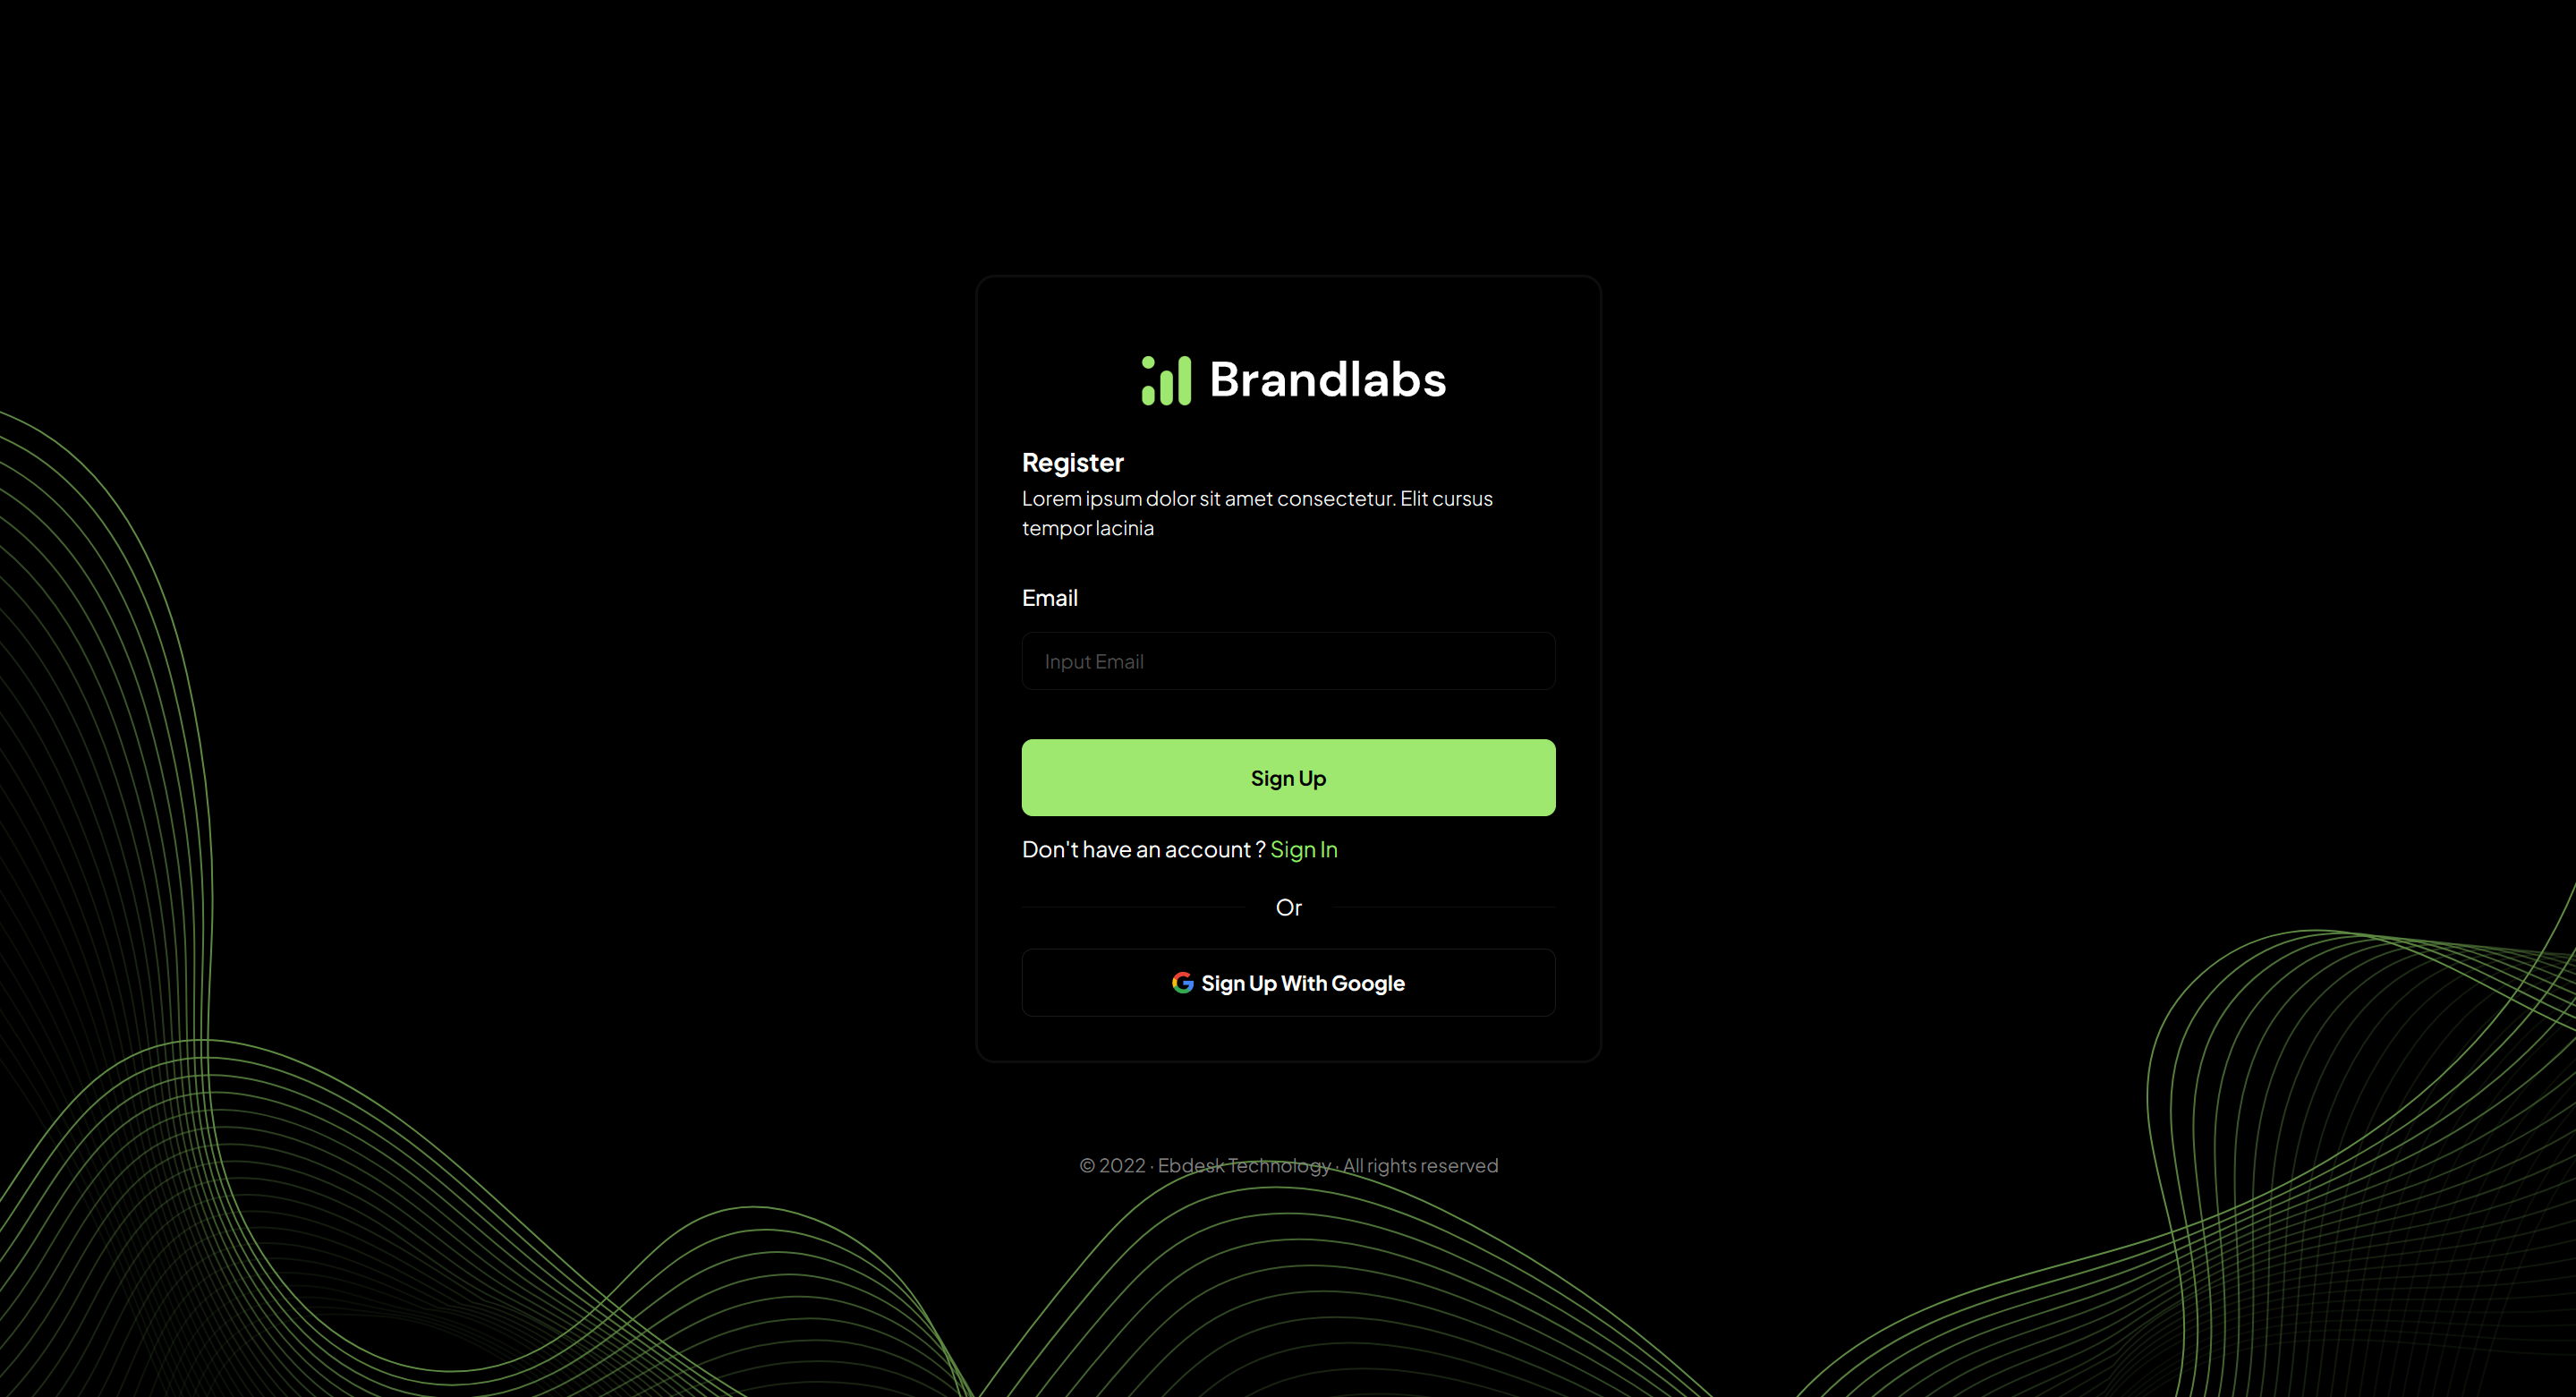 Brandlabs
Register
Lorem ipsum dolor sit amet consectetur. Elit cursus
tempor lacinia
Email
Input Email
Sign Up
Don't have an account ? Sign In
Or
Sign Up With Google
© 2022 · Ebdesk Technology · All rights reserved